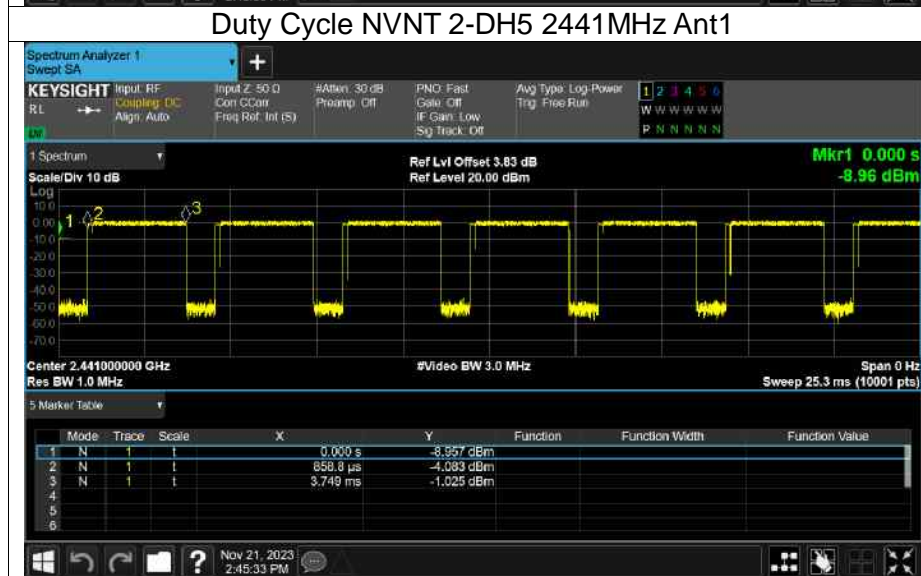 Duty Cycle NVNT 2-DH5 2441MHz Ant1
Spectrum Analyzer 1
Swept SA
+
KEYSIGHT Input: RF Input Z: 50 Ω #Atten: 30 dB PNO: Fast Avg Type: Log-Power 1 2 3 4 5 6
RL Coupling: DC Corr CCorr Preamp: Off Gate: Off Trig: Free Run W W W W W W
Align: Auto Freq Ref: Int (S) IF Gain: Low
Sig Track: Off P N N N N N
1 Spectrum Ref Lvl Offset 3.83 dB Mkr1 0.000 s
Scale/Div 10 dB Ref Level 20.00 dBm -8.96 dBm
Log
10.0
0.00 1 2 3
-10.0
-20.0
-30.0
-40.0
-50.0
-60.0
-70.0
Center 2.441000000 GHz #Video BW 3.0 MHz Span 0 Hz
Res BW 1.0 MHz Sweep 25.3 ms (10001 pts)
5 Marker Table
Mode Trace Scale X Y Function Function Width Function Value
1 N 1 t 0.000 s -8.957 dBm
2 N 1 t 858.8 µs -4.083 dBm
3 N 1 t 3.749 ms -1.025 dBm
4
5
6
? Nov 21, 2023
2:45:33 PM